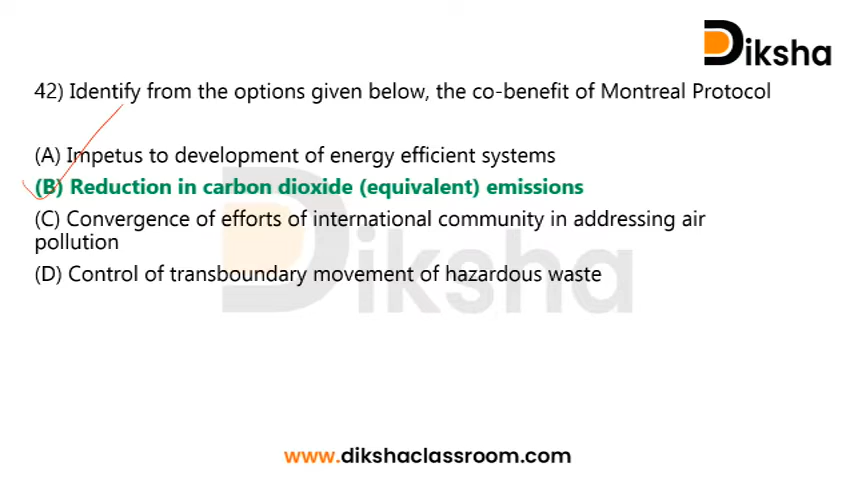 Diksha
42) Identify from the options given below, the co-benefit of Montreal Protocol
(A) Impetus to development of energy efficient systems
(B) Reduction in carbon dioxide (equivalent) emissions
(C) Convergence of efforts of international community in addressing air
pollution
(D) Control of transboundary movement of hazardous waste
Diksha
www.dikshaclassroom.com